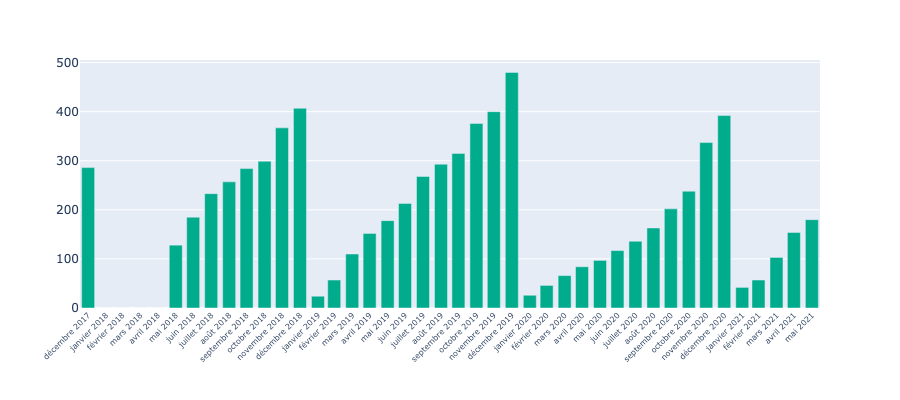 500
400
300
200
100
0
décembre 2017
janvier 2018
février 2018
mars 2018
avril 2018
mai 2018
juin 2018
juillet 2018
août 2018
septembre 2018
octobre 2018
novembre 2018
décembre 2018
janvier 2019
février 2019
mars 2019
avril 2019
mai 2019
juin 2019
juillet 2019
août 2019
septembre 2019
octobre 2019
novembre 2019
décembre 2019
janvier 2020
février 2020
mars 2020
avril 2020
mai 2020
juin 2020
juillet 2020
août 2020
septembre 2020
octobre 2020
novembre 2020
décembre 2020
janvier 2021
février 2021
mars 2021
avril 2021
mai 2021